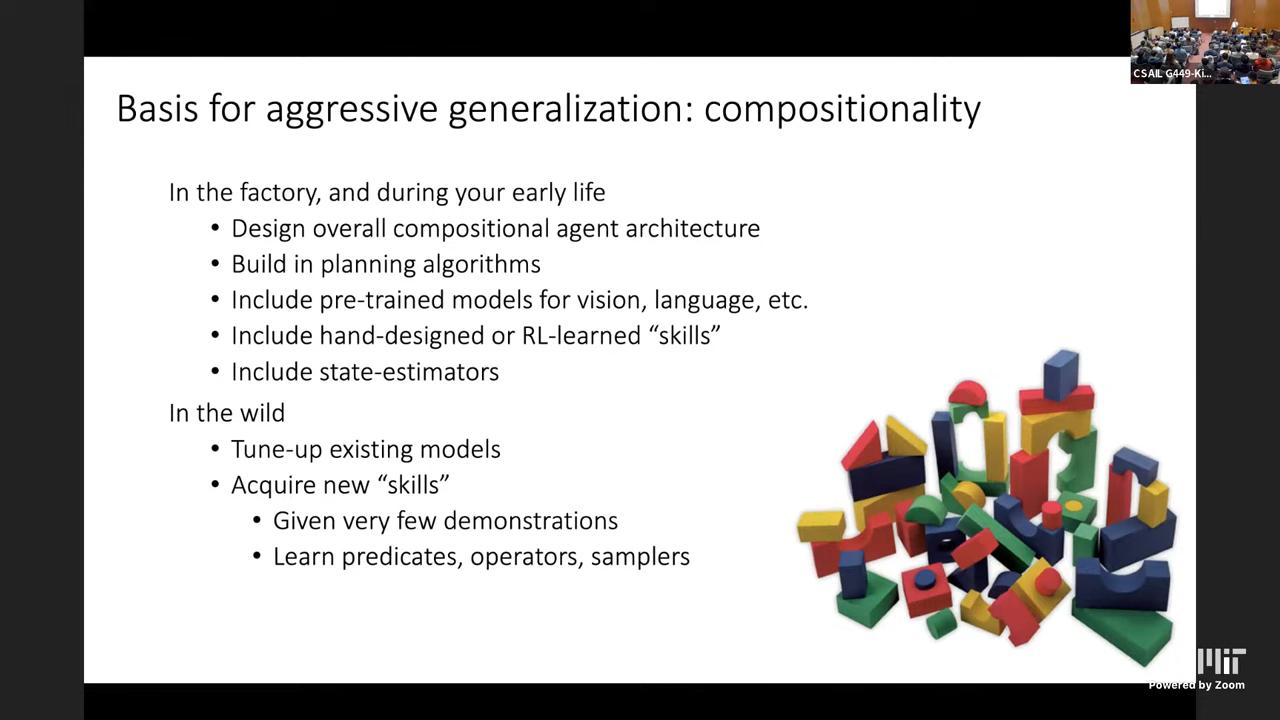 CSAIL G449-Ki...
Basis for aggressive generalization: compositionality
In the factory, and during your early life
• Design overall compositional agent architecture
• Build in planning algorithms
• Include pre-trained models for vision, language, etc.
• Include hand-designed or RL-learned “skills”
• Include state-estimators
In the wild
• Tune-up existing models
• Acquire new “skills”
• Given very few demonstrations
• Learn predicates, operators, samplers
MIT
Powered by Zoom